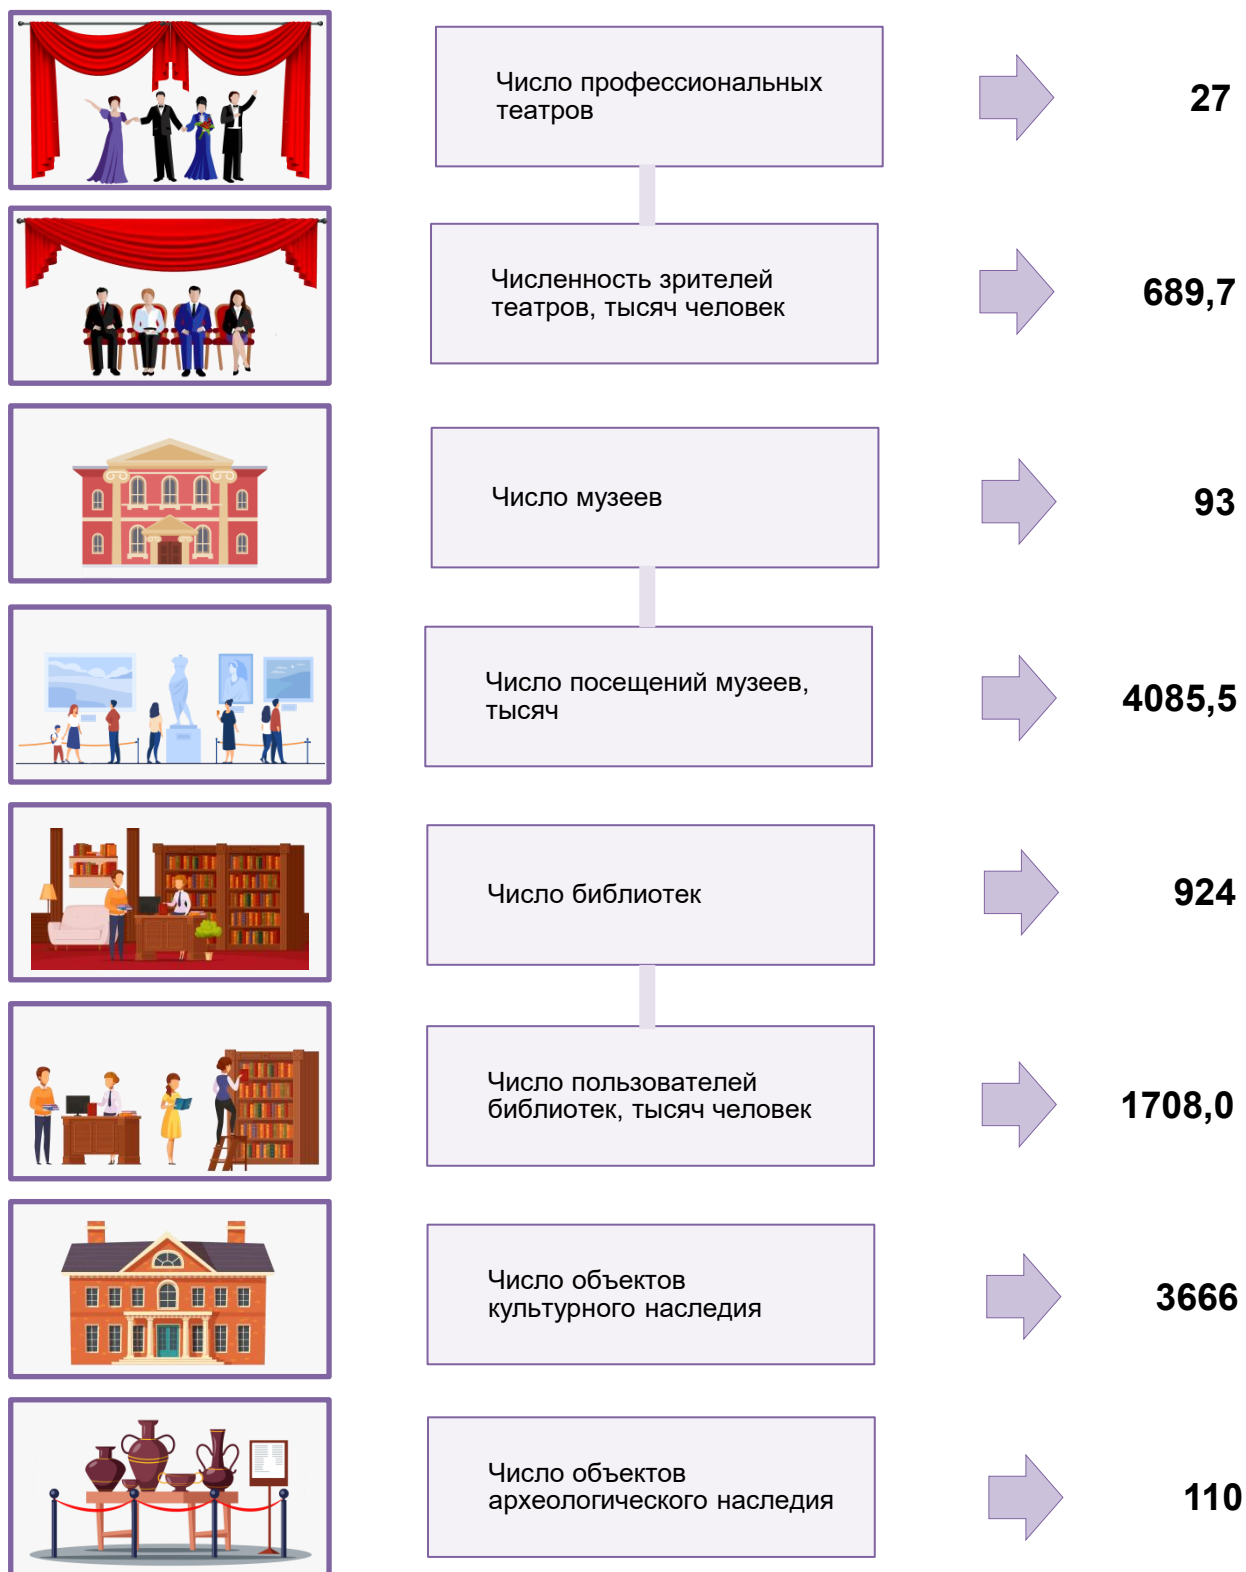 Число профессиональных
театров
27
Численность зрителей
театров, тысяч человек
689,7
Число музеев
93
Число посещений музеев,
тысяч
4085,5
Число библиотек
924
Число пользователей
библиотек, тысяч человек
1708,0
Число объектов
культурного наследия
3666
Число объектов
археологического наследия
110